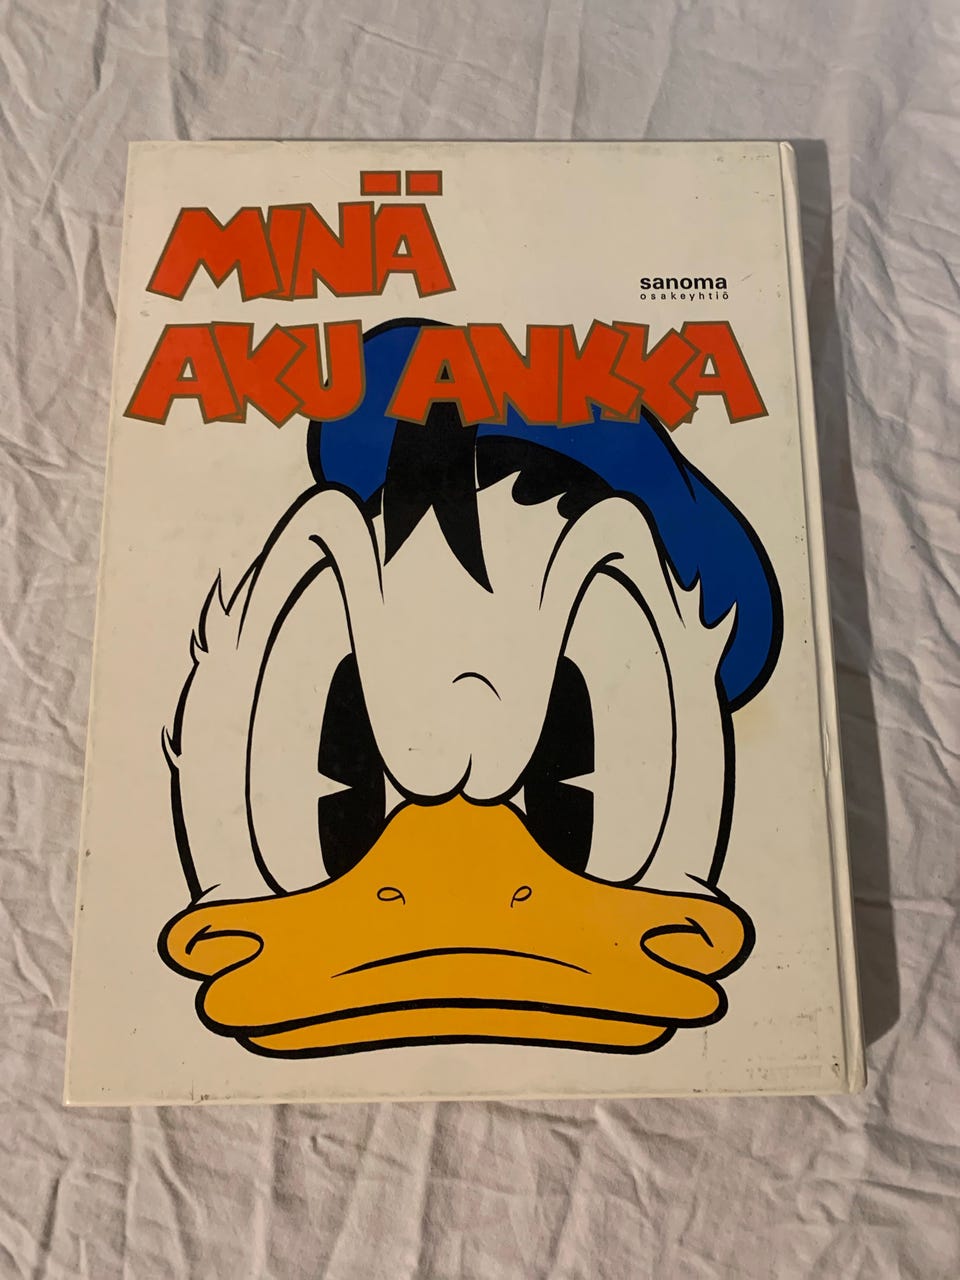 MINÄ
sanoma
osakeyhtiö
AKU ANKKA